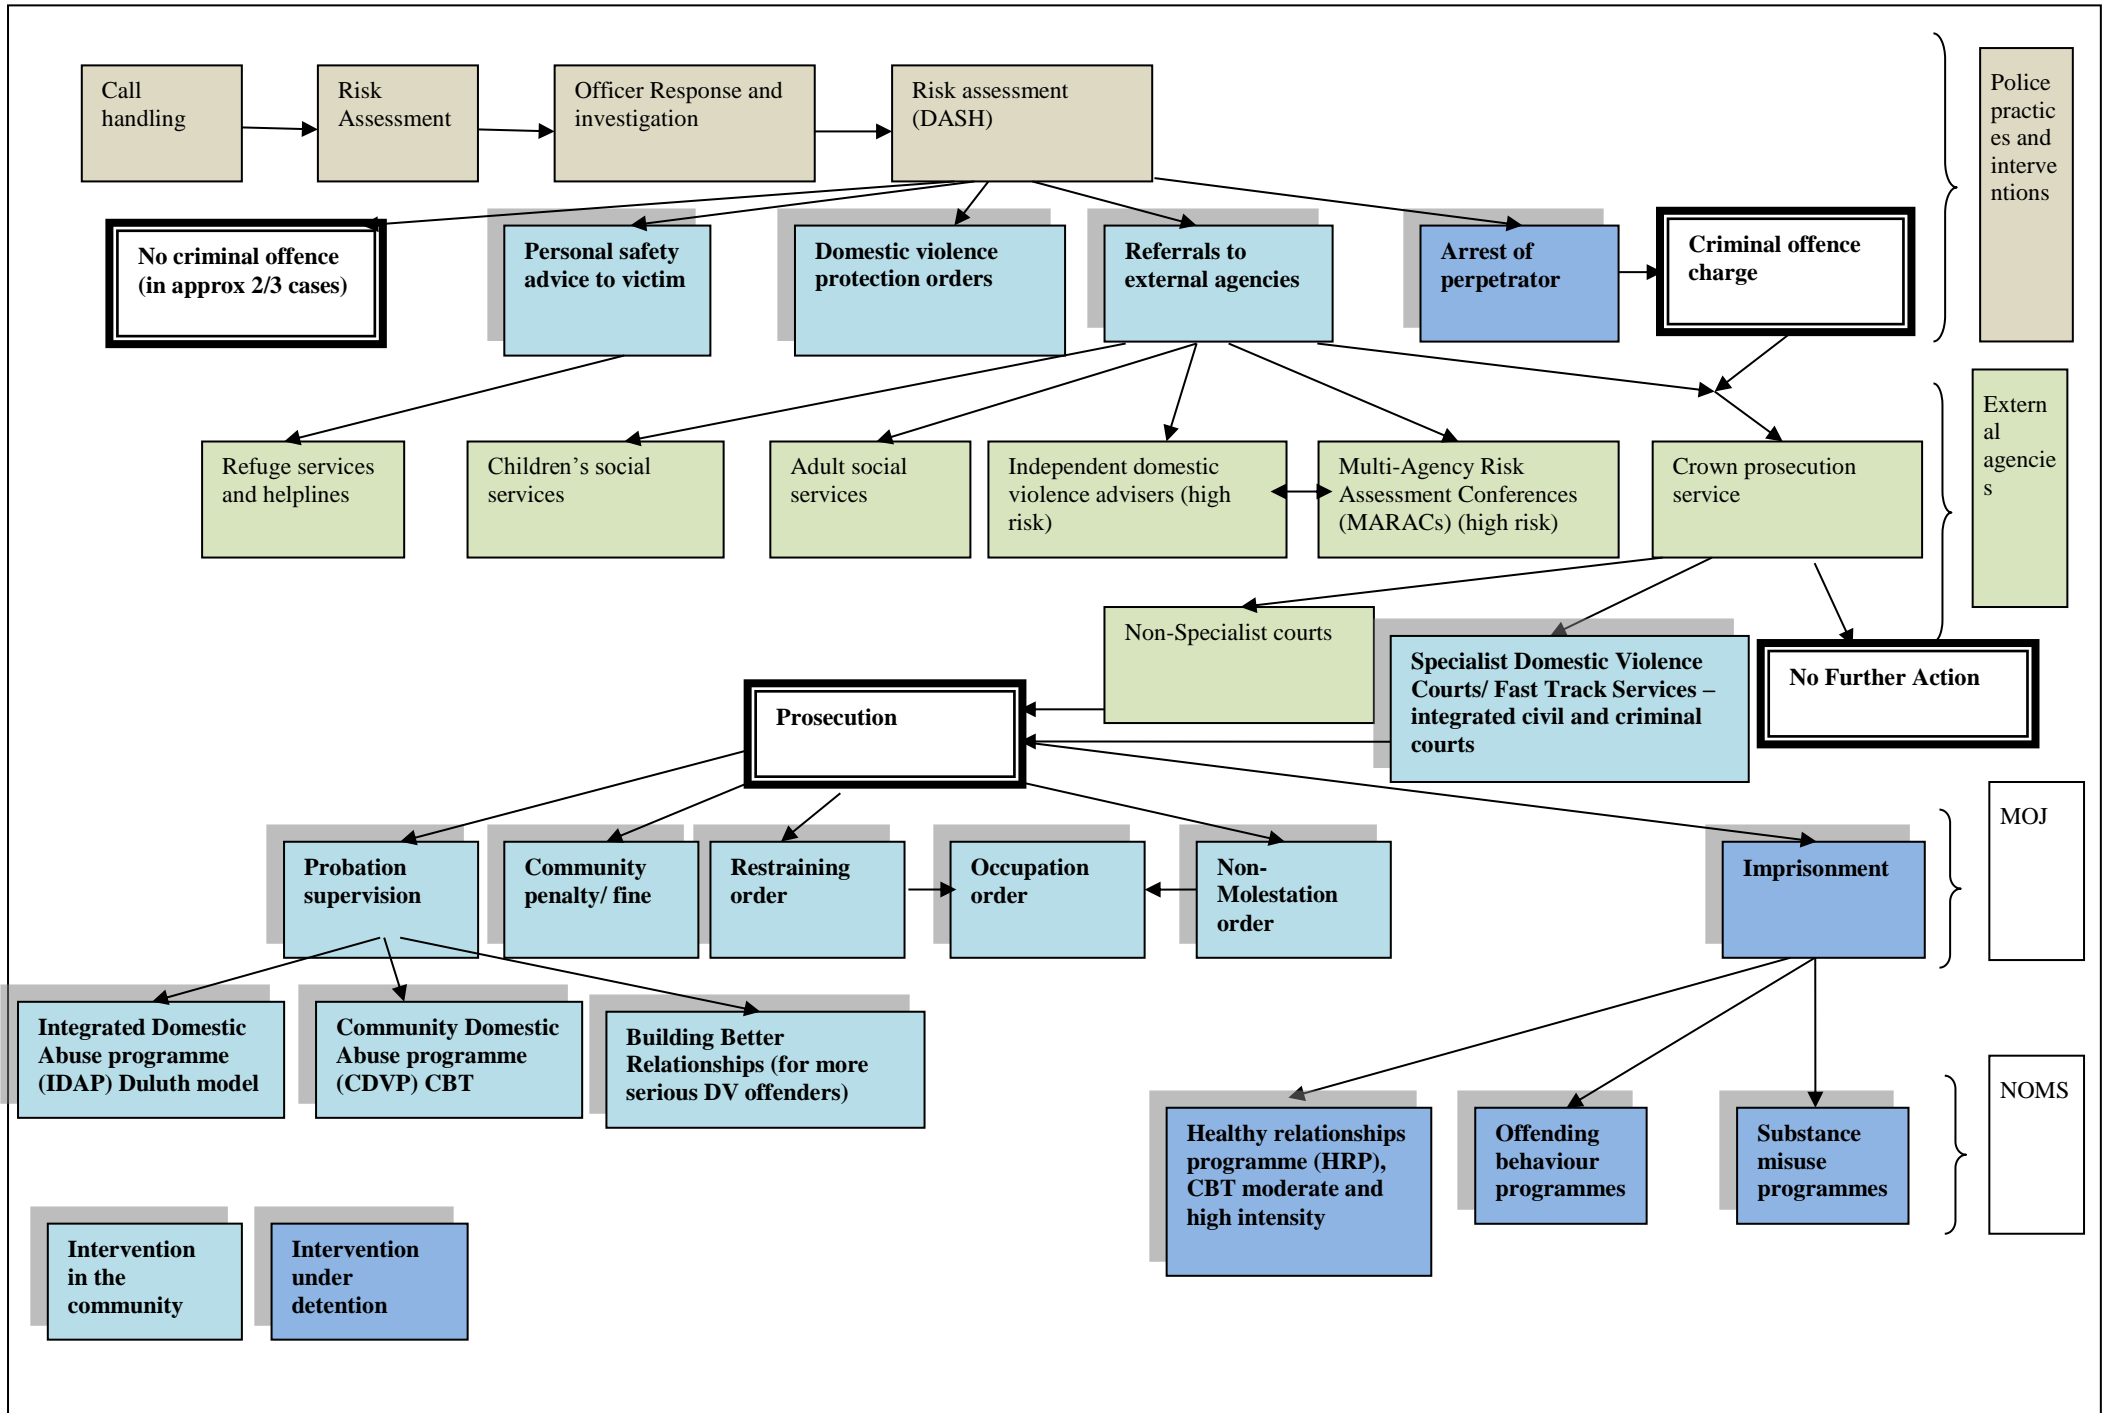 Call
handling
Risk
Assessment
Officer Response and
investigation
Risk assessment
(DASH)
Police
practic
es and
interve
ntions
No criminal offence
(in approx 2/3 cases)
Personal safety
advice to victim
Domestic violence
protection orders
Referrals to
external agencies
Arrest of
perpetrator
Criminal offence
charge
Extern
al
agencie
s
Refuge services
and helplines
Children’s social
services
Adult social
services
Independent domestic
violence advisers (high
risk)
Multi-Agency Risk
Assessment Conferences
(MARACs) (high risk)
Crown prosecution
service
Non-Specialist courts
Specialist Domestic Violence
Courts/ Fast Track Services –
integrated civil and criminal
courts
No Further Action
Prosecution
MOJ
Probation
supervision
Community
penalty/ fine
Restraining
order
Occupation
order
Non-
Molestation
order
Imprisonment
Integrated Domestic
Abuse programme
(IDAP) Duluth model
Community Domestic
Abuse programme
(CDVP) CBT
Building Better
Relationships (for more
serious DV offenders)
NOMS
Healthy relationships
programme (HRP),
CBT moderate and
high intensity
Offending
behaviour
programmes
Substance
misuse
programmes
Intervention
in the
community
Intervention
under
detention